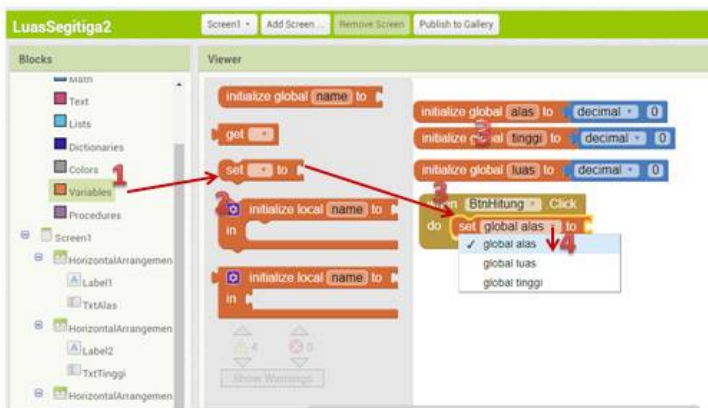 LuasSegitiga2
Screen1
Add Screen ...
Remove Screen
Publish to Gallery
Blocks
Viewer
Math
Text
Lists
Dictionaries
Colors
Variables
Procedures
Screen1
HorizontalArrangemen
Label1
TxtAlas
HorizontalArrangemen
Label2
TxtTinggi
HorizontalArrangemen
1
initialize global name to
get
set to
2
initialize local name to
in
initialize local name to
in
4
0
Show Warnings
initialize global alas to decimal 0
3
initialize global tinggi to decimal 0
initialize global luas to decimal 0
when BtnHitung Click
do set global alas to
4
global alas
global luas
global tinggi